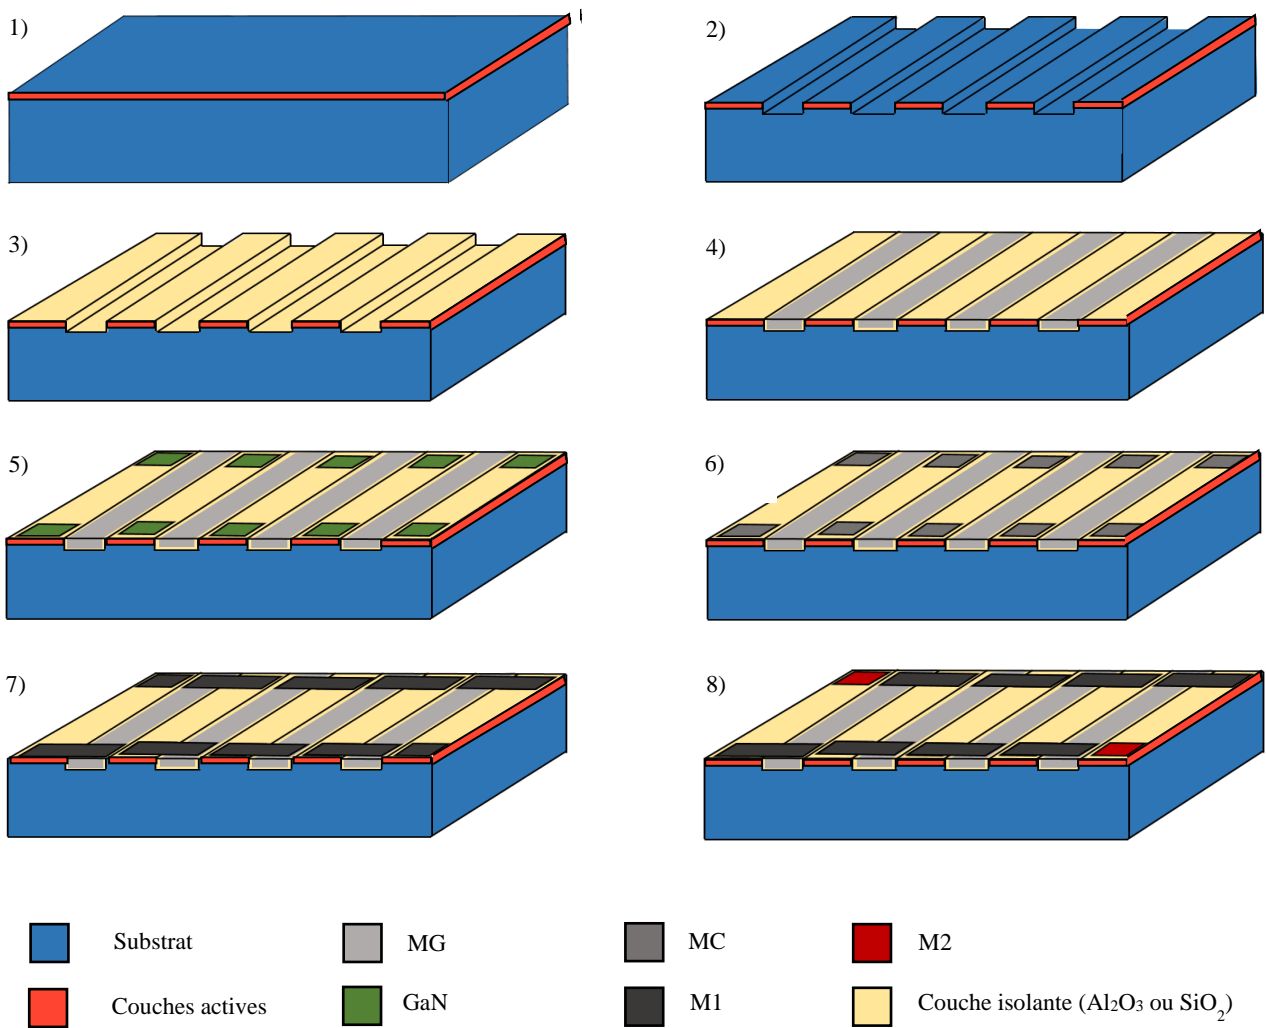 1)
2)
3)
4)
5)
6)
7)
8)
Substrat
MG
MC
M2
Couches actives
GaN
M1
Couche isolante (Al₂O₃ ou SiO₂)